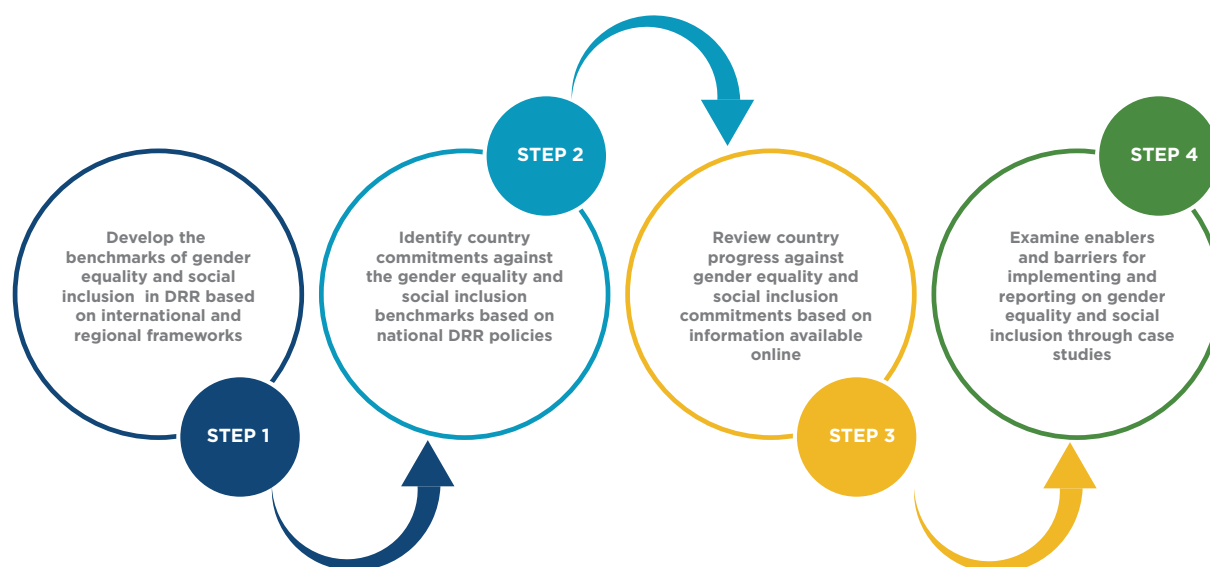 STEP 1
Develop the
benchmarks of gender
equality and social
inclusion in DRR based
on international and
regional frameworks
STEP 2
Identify country
commitments against
the gender equality and
social inclusion
benchmarks based on
national DRR policies
STEP 3
Review country
progress against
gender equality and
social inclusion
commitments based on
information available
online
STEP 4
Examine enablers
and barriers for
implementing and
reporting on gender
equality and social
inclusion through case
studies